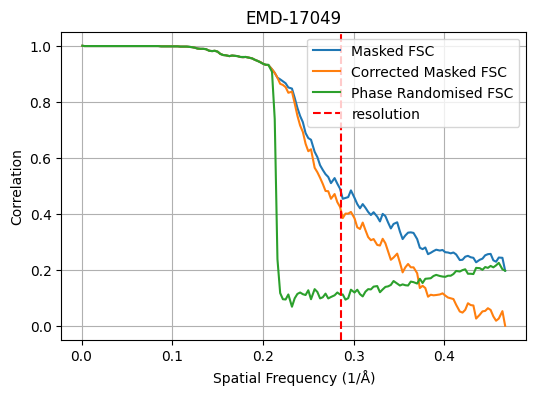 EMD-17049
1.0
0.8
0.6
0.4
0.2
0.0
Correlation
Masked FSC
Corrected Masked FSC
Phase Randomised FSC
resolution
0.0
0.1
0.2
0.3
0.4
Spatial Frequency (1/Å)